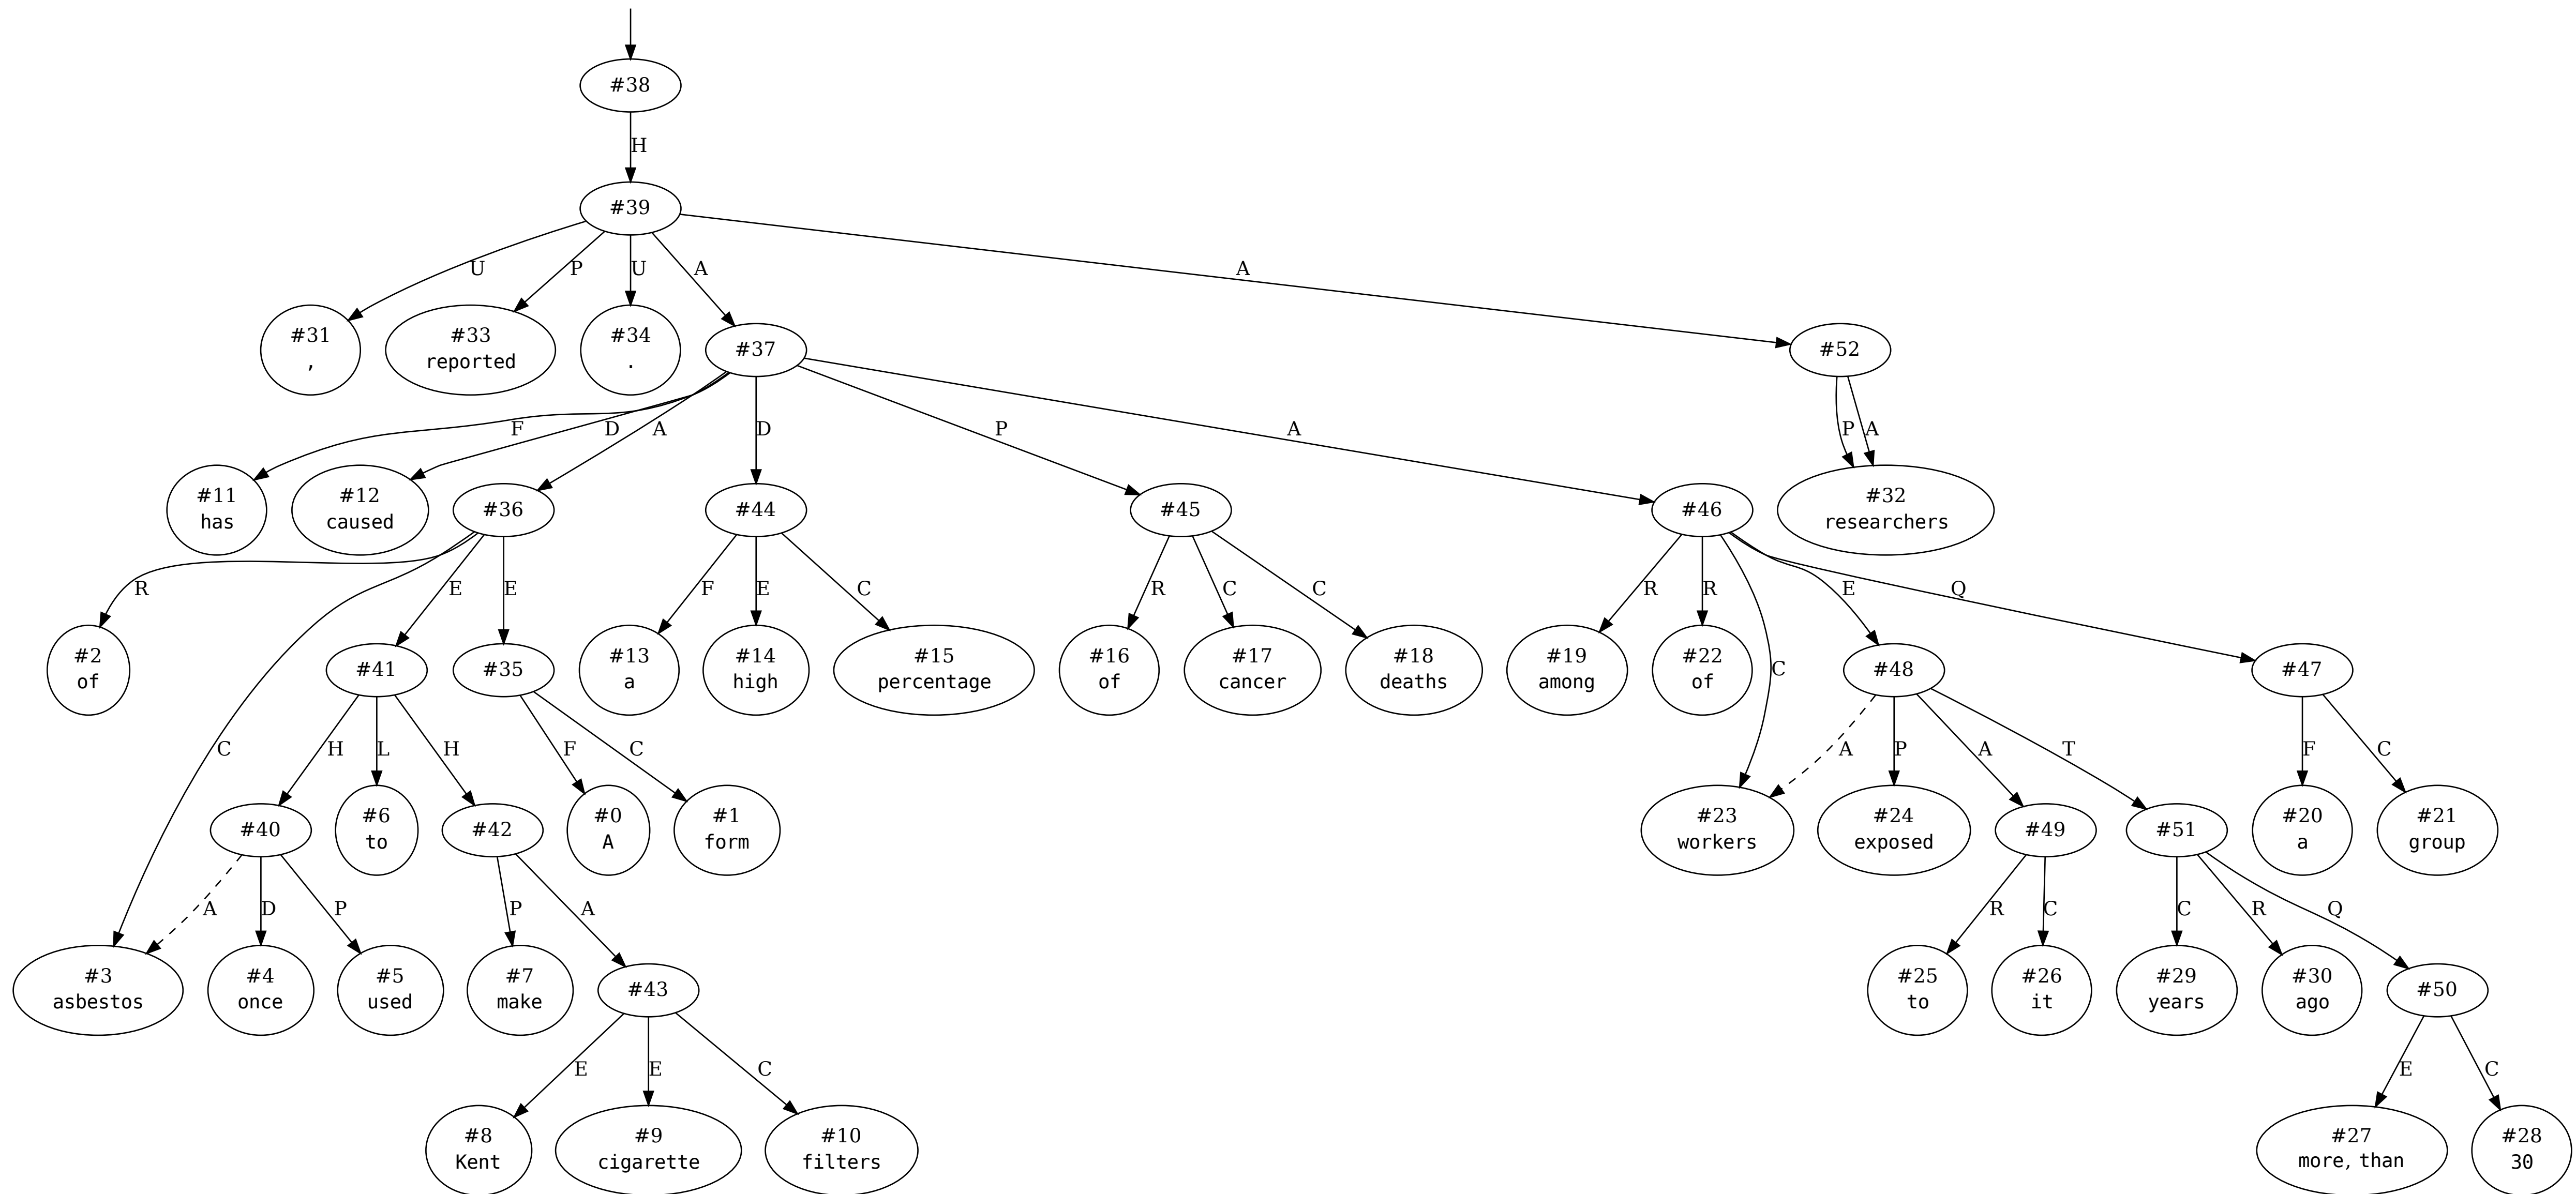 #38
H
#39
U P U A A
#31 #33 #34 #37 #52
, reported .
F D A D P A P A
#11 #12 #36 #44 #45 #46 #32
has caused researchers
R C E E F E C R C C R R C E Q
#2 #41 #35 #13 #14 #15 #16 #17 #18 #19 #22 #48 #47
of a high percentage of cancer deaths among of
H L H F C A P A T F C
#40 #6 #42 #0 #1 #23 #24 #49 #51 #20 #21
to A form workers exposed a group
A D P P A R C C R Q
#3 #4 #5 #7 #43 #25 #26 #29 #30 #50
asbestos once used make to it years ago
E E C E C
#8 #9 #10 #27 #28
Kent cigarette filters more, than 30